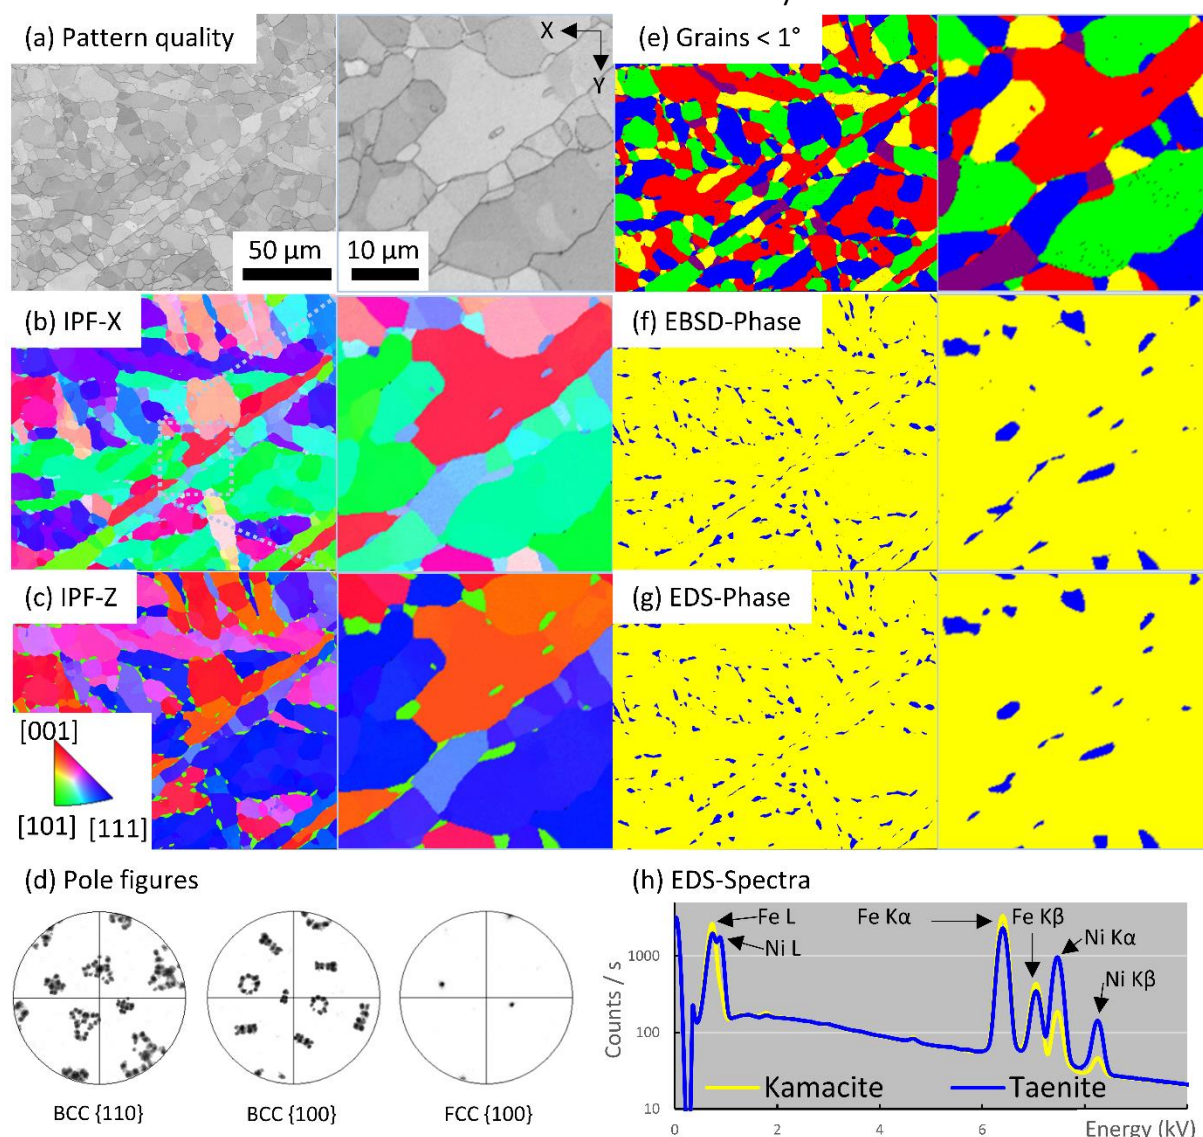 (a) Pattern quality
X
Y
50 µm
10 µm
(e) Grains < 1°
(b) IPF-X
(f) EBSD-Phase
(c) IPF-Z
[001]
[101] [111]
(g) EDS-Phase
(d) Pole figures
BCC {110}
BCC {100}
FCC {100}
(h) EDS-Spectra
Fe L
Ni L
Fe Kα
Fe Kβ
Ni Kα
Ni Kβ
Counts / s
1000
100
10
Kamacite
Taenite
0 2 4 6 Energy (kV)